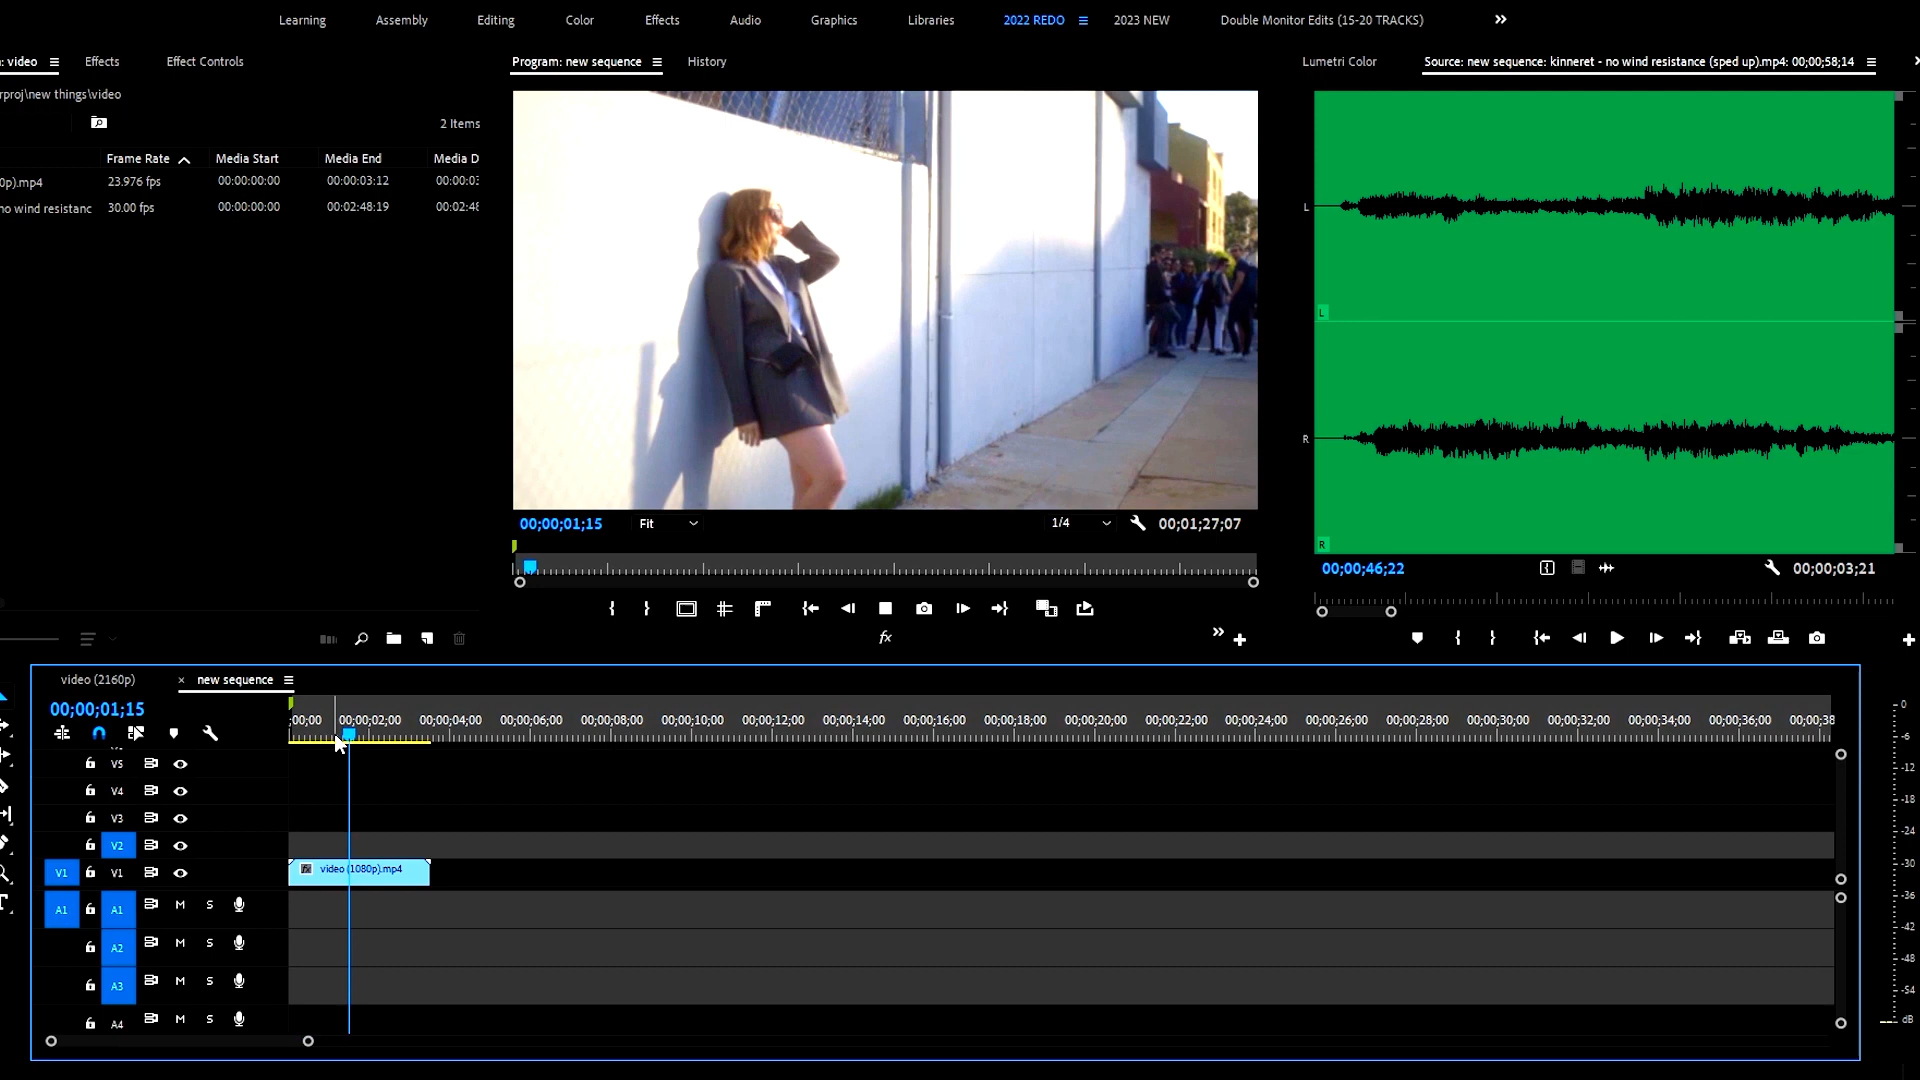 Learning Assembly Editing Color Effects Audio Graphics Libraries 2022 REDO 2023 NEW Double Monitor Edits (15-20 TRACKS)
: video Effects Effect Controls
Program: new sequence History
Lumetri Color Source: new sequence: kinneret - no wind resistance (sped up).mp4: 00;00;58;14
rproj\new things\video
2 Items
Frame Rate Media Start Media End Media D
0p).mp4 23.976 fps 00:00:00:00 00:00:03:12 00:00:03
no wind resistanc 30.00 fps 00:00:00:00 00:02:48:19 00:02:48
L
L
R
R
00;00;01;15 Fit 1/4 00;01;27;07
00;00;46;22 00;00;03;21
fx
video (2160p) × new sequence
00;00;01;15
;00;00 00;00;02;00 00;00;04;00 00;00;06;00 00;00;08;00 00;00;10;00 00;00;12;00 00;00;14;00 00;00;16;00 00;00;18;00 00;00;20;00 00;00;22;00 00;00;24;00 00;00;26;00 00;00;28;00 00;00;30;00 00;00;32;00 00;00;34;00 00;00;36;00 00;00;38
V5
V4
V3
V2
V1 V1 fx video (1080p).mp4
A1 A1 M S
A2 M S
A3 M S
A4 M S
0
-6
-12
-18
-24
-30
-36
-42
-48
-54
dB